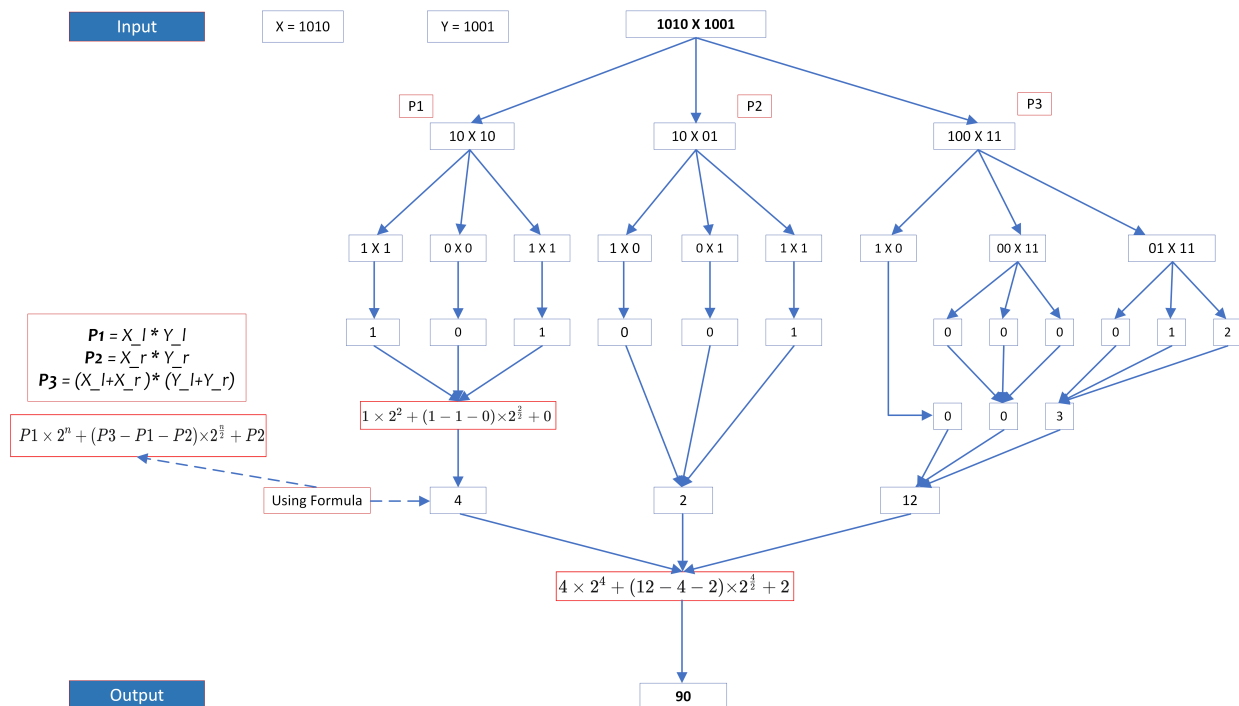 Input
X = 1010
Y = 1001
1010 X 1001
P1
P2
P3
10 X 10
10 X 01
100 X 11
1 X 1
0 X 0
1 X 1
1 X 0
0 X 1
1 X 1
1 X 0
00 X 11
01 X 11
1
0
1
0
0
1
0
0
0
0
1
2
P1 = X_l * Y_l
P2 = X_r * Y_r
P3 = (X_l+X_r )* (Y_l+Y_r)
1 × 2^2 + (1 − 1 − 0)×2^{2/2} + 0
0
0
3
P1 × 2^n + (P3 − P1 − P2)×2^{n/2} + P2
Using Formula
4
2
12
4 × 2^4 + (12 − 4 − 2)×2^{4/2} + 2
Output
90